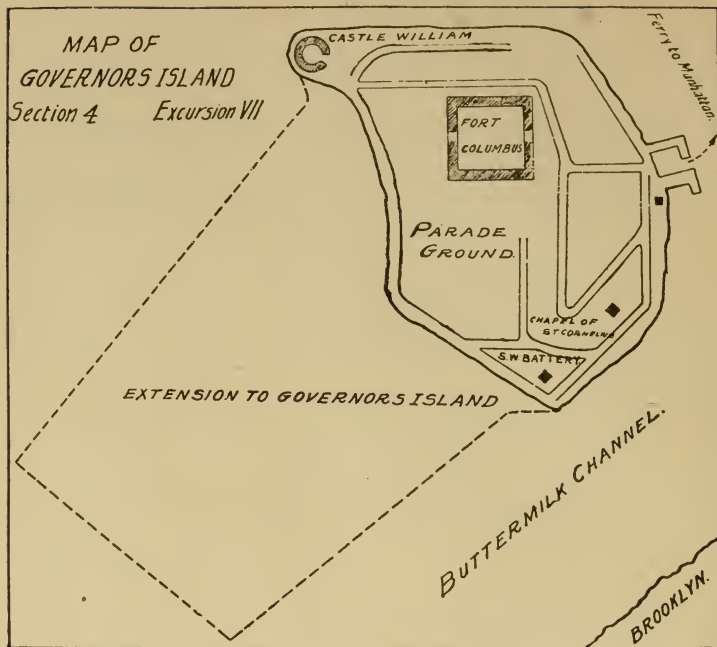 MAP OF
GOVERNORS ISLAND
Section 4 Excursion VII
CASTLE WILLIAM
Ferry to Manhattan.
FORT
COLUMBUS
PARADE
GROUND.
CHAPEL OF
ST CORNELIUS
S.W. BATTERY
EXTENSION TO GOVERNORS ISLAND
BUTTERMILK CHANNEL.
BROOKLYN.